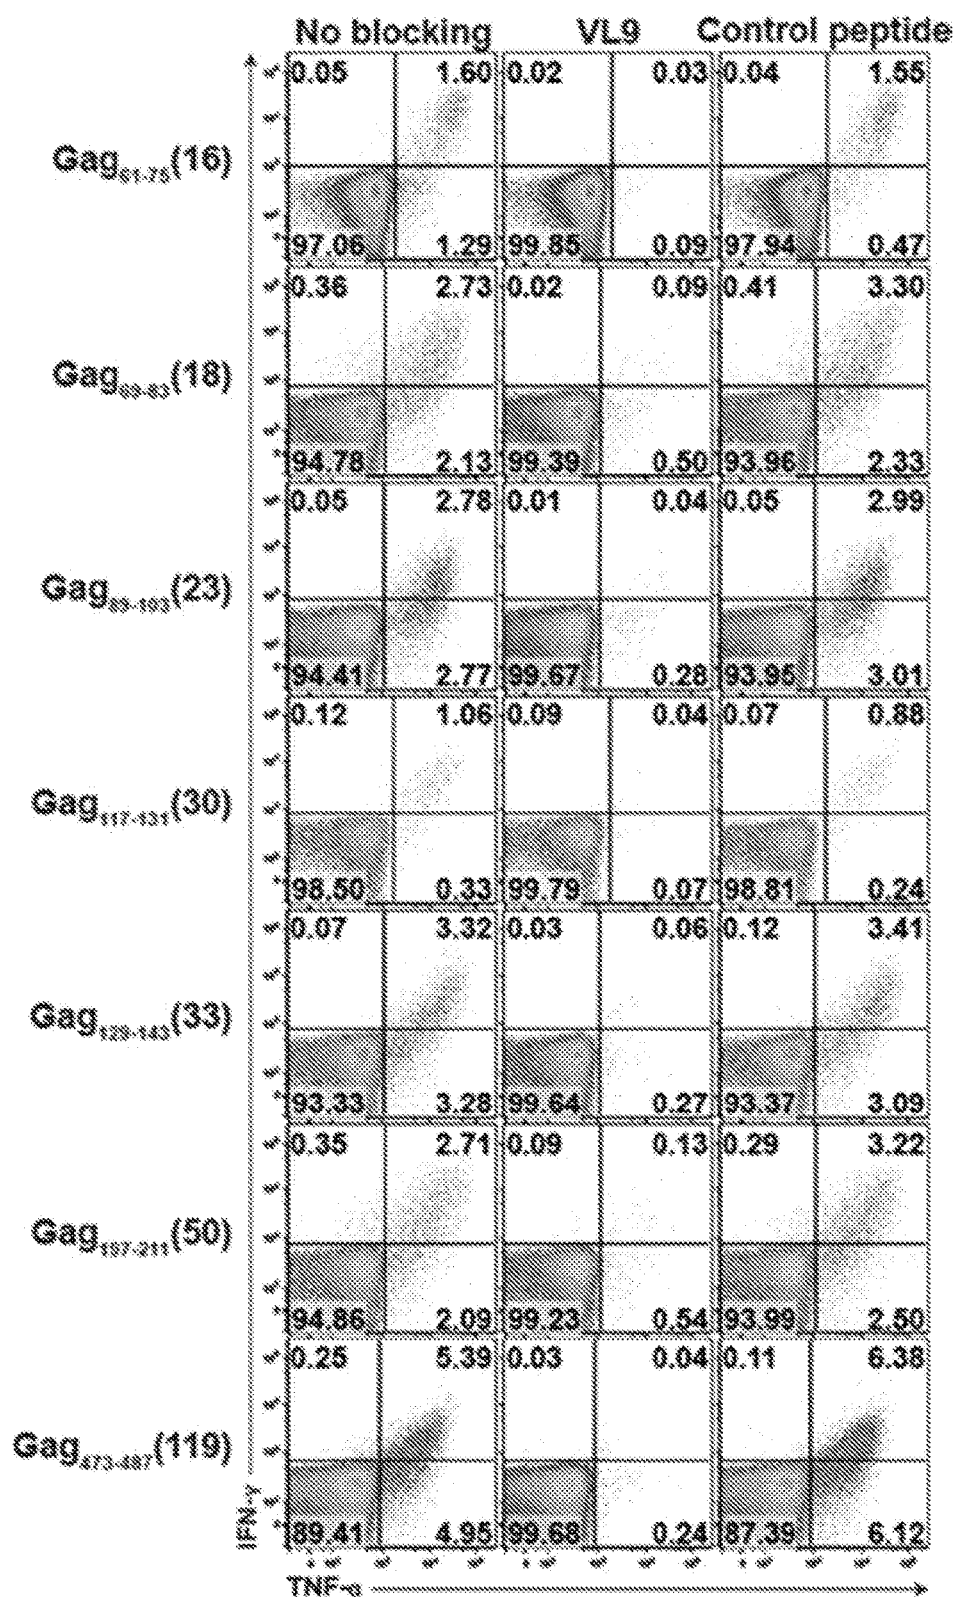 No blocking VL9 Control peptide
0.05 1.60 0.02 0.03 0.04 1.55
Gag61-75(16)
97.06 1.29 99.85 0.09 97.94 0.47
0.36 2.73 0.02 0.09 0.41 3.30
Gag69-83(18)
94.78 2.13 99.39 0.50 93.96 2.33
0.05 2.78 0.01 0.04 0.05 2.99
Gag89-103(23)
94.41 2.77 99.67 0.28 93.95 3.01
0.12 1.06 0.09 0.04 0.07 0.88
Gag117-131(30)
98.50 0.33 99.79 0.07 98.81 0.24
0.07 3.32 0.03 0.06 0.12 3.41
Gag129-143(33)
93.33 3.28 99.64 0.27 93.37 3.09
0.35 2.71 0.09 0.13 0.29 3.22
Gag197-211(50)
94.86 2.09 99.23 0.54 93.99 2.50
0.25 5.39 0.03 0.04 0.11 6.38
Gag473-487(119)
89.41 4.95 99.68 0.24 87.39 6.12
IFN-γ
TNF-α